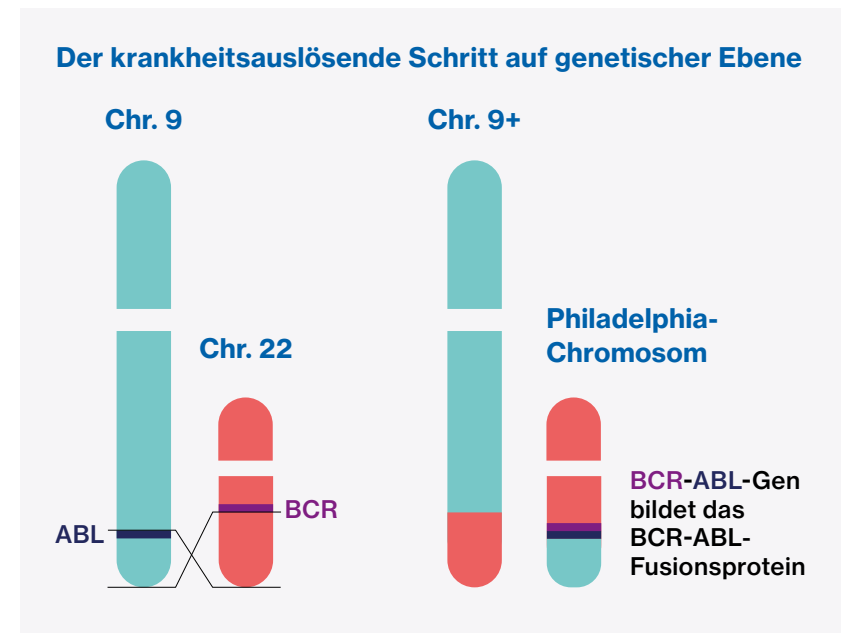 Der krankheitsauslösende Schritt auf genetischer Ebene
Chr. 9
Chr. 9+
Chr. 22
Philadelphia-
Chromosom
ABL
BCR
BCR-ABL-Gen
bildet das
BCR-ABL-
Fusionsprotein